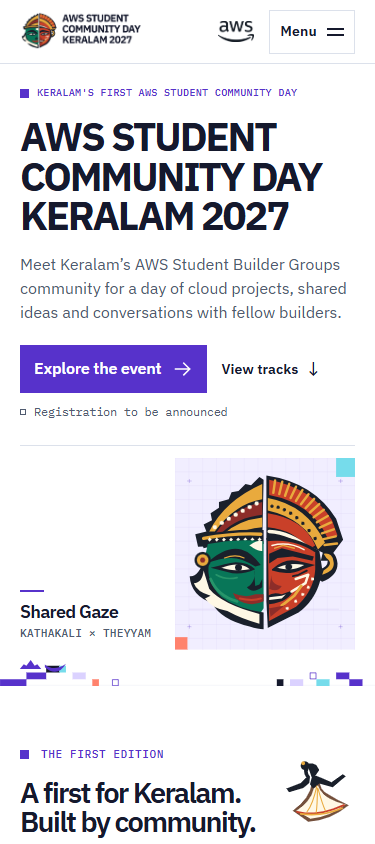 AWS STUDENT
COMMUNITY DAY
KERALAM 2027
aws
Menu
KERALAM'S FIRST AWS STUDENT COMMUNITY DAY
AWS STUDENT
COMMUNITY DAY
KERALAM 2027
Meet Keralam’s AWS Student Builder Groups
community for a day of cloud projects, shared
ideas and conversations with fellow builders.
Explore the event →
View tracks ↓
Registration to be announced
Shared Gaze
KATHAKALI × THEYYAM
THE FIRST EDITION
A first for Keralam.
Built by community.